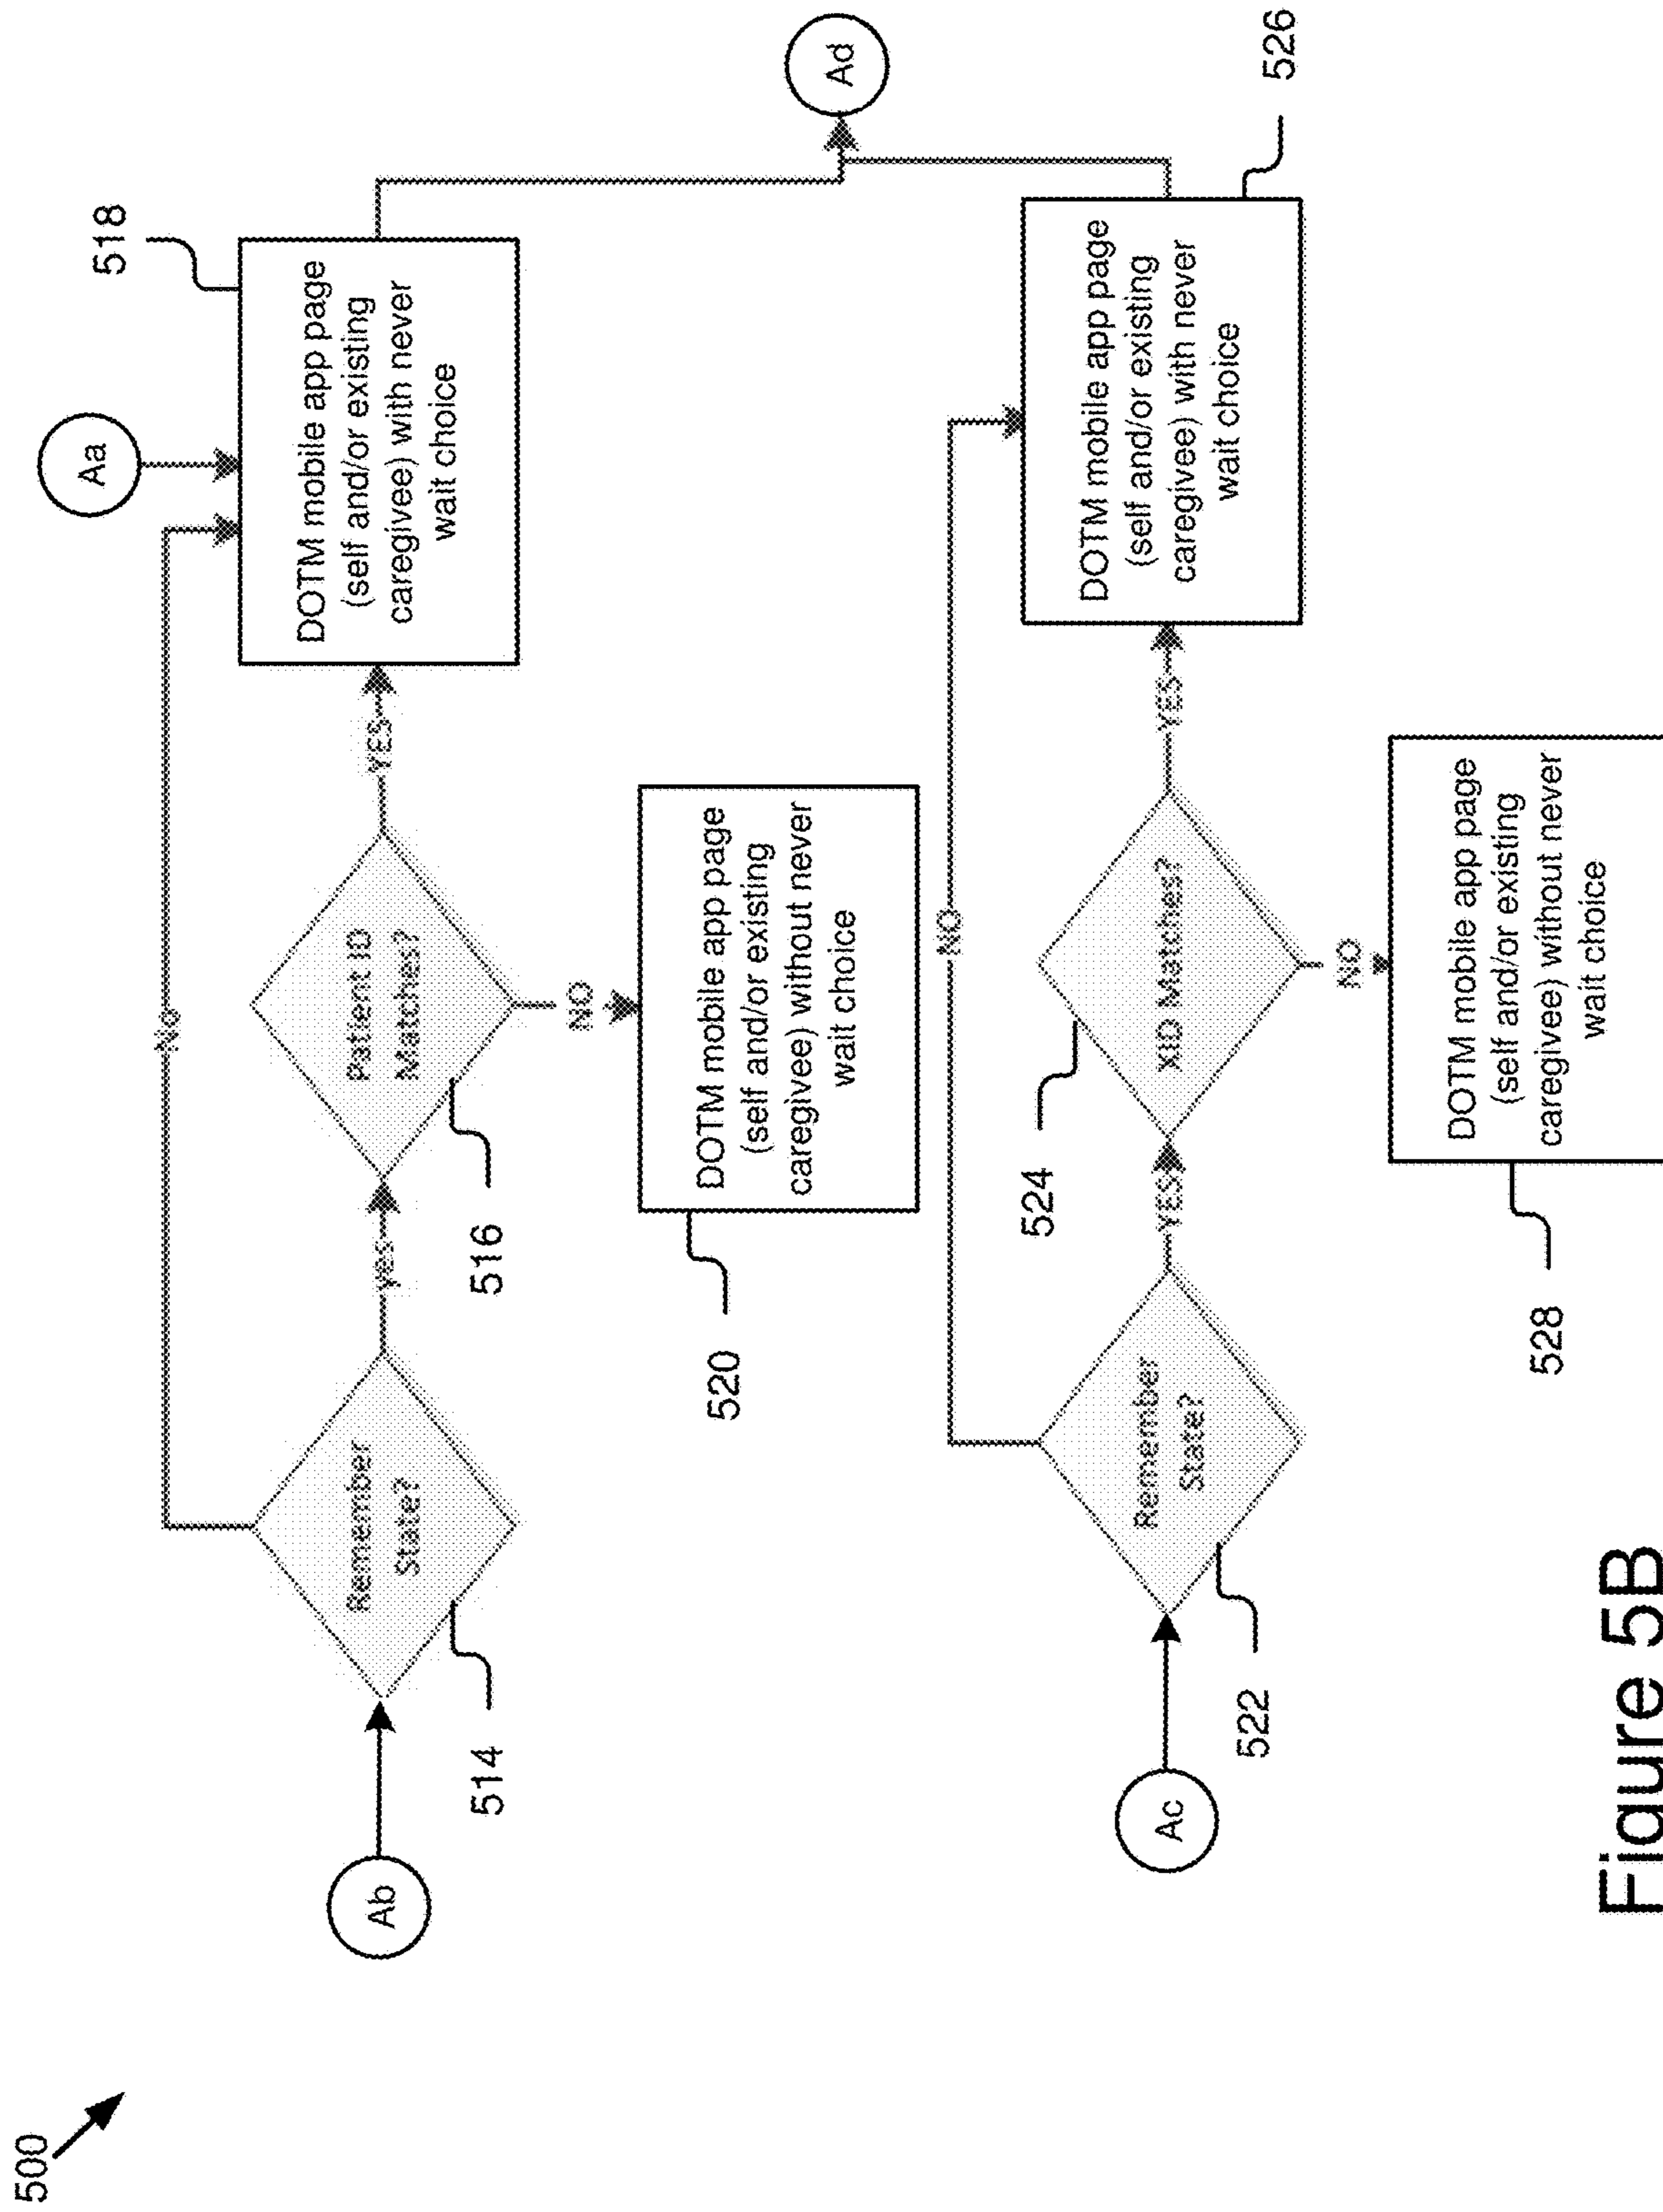 500
Aa
518
Ab
514
Remember
State?
No
yes
516
Patient ID
Matches?
YES
DOTM mobile app page
(self and/or existing
caregivee) with never
wait choice
NO
520
DOTM mobile app page
(self and/or existing
caregivee) without never
wait choice
Ad
Ac
522
Remember
State?
NO
YES
524
XID Matches?
YES
DOTM mobile app page
(self and/or existing
caregivee) with never
wait choice
526
NO
528
DOTM mobile app page
(self and/or existing
caregivee) without never
wait choice
Figure 5B